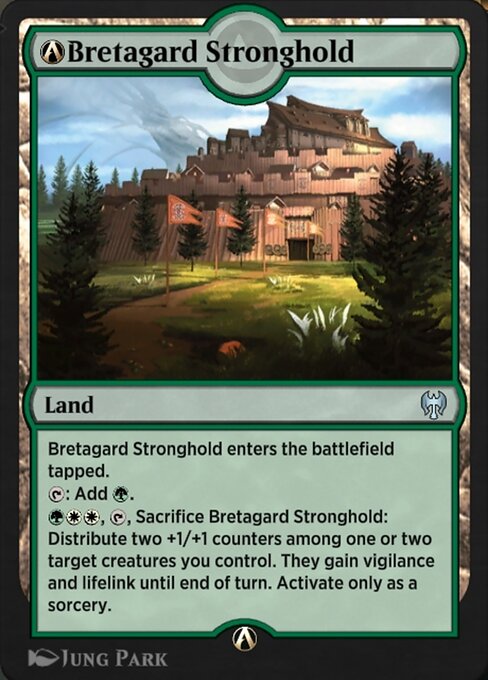 Bretagard Stronghold
Land
Bretagard Stronghold enters the battlefield
tapped.
: Add .
, , Sacrifice Bretagard Stronghold:
Distribute two +1/+1 counters among one or two
target creatures you control. They gain vigilance
and lifelink until end of turn. Activate only as a
sorcery.
Jung Park